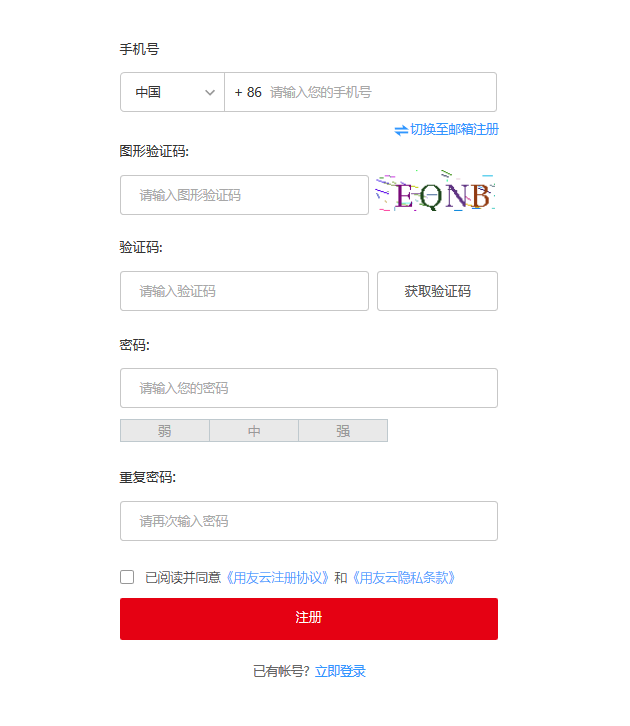 手机号
中国 + 86 请输入您的手机号
切换至邮箱注册
图形验证码:
请输入图形验证码 EQNB
验证码:
请输入验证码 获取验证码
密码:
请输入您的密码
弱 中 强
重复密码:
请再次输入密码
已阅读并同意《用友云注册协议》和《用友云隐私条款》
注册
已有帐号? 立即登录